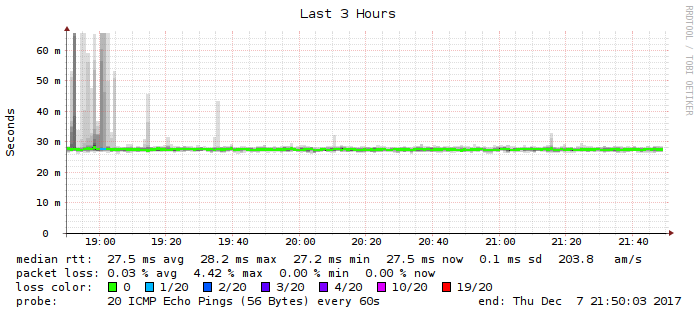 Last 3 Hours
RRDTOOL / TOBI OETIKER
Seconds
60 m
50 m
40 m
30 m
20 m
10 m
0
19:00 19:20 19:40 20:00 20:20 20:40 21:00 21:20 21:40
median rtt: 27.5 ms avg 28.2 ms max 27.2 ms min 27.5 ms now 0.1 ms sd 203.8 am/s
packet loss: 0.03 % avg 4.42 % max 0.00 % min 0.00 % now
loss color: 0 1/20 2/20 3/20 4/20 10/20 19/20
probe: 20 ICMP Echo Pings (56 Bytes) every 60s end: Thu Dec 7 21:50:03 2017